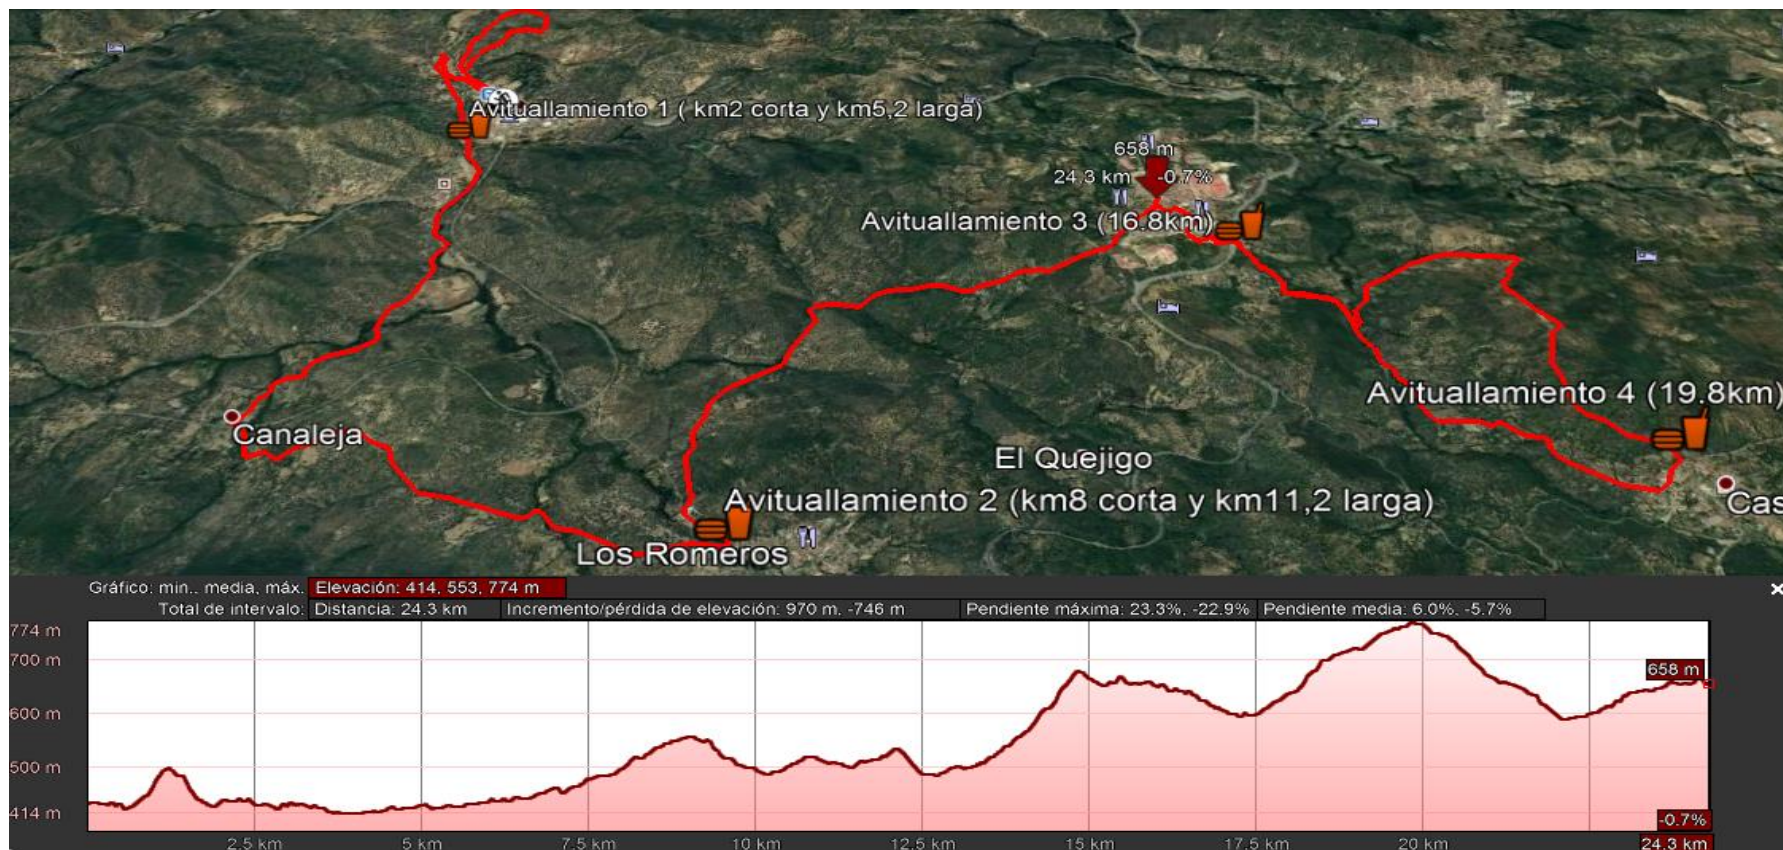 Avituallamiento 1 ( km2 corta y km5,2 larga)
658 m
24,3 km -0.7%
Avituallamiento 3 (16.8km)
Avituallamiento 4 (19.8km)
Canaleja
El Quejigo
Avituallamiento 2 (km8 corta y km11,2 larga)
Cas
Los Romeros
Gráfico: min., media, máx. Elevación: 414, 553, 774 m
Total de intervalo: Distancia: 24.3 km Incremento/pérdida de elevación: 970 m, -746 m Pendiente máxima: 23.3%, -22.9% Pendiente media: 6.0%, -5.7%
774 m
700 m
658 m
600 m
500 m
414 m
-0.7%
2.5 km 5 km 7.5 km 10 km 12.5 km 15 km 17.5 km 20 km 24.3 km